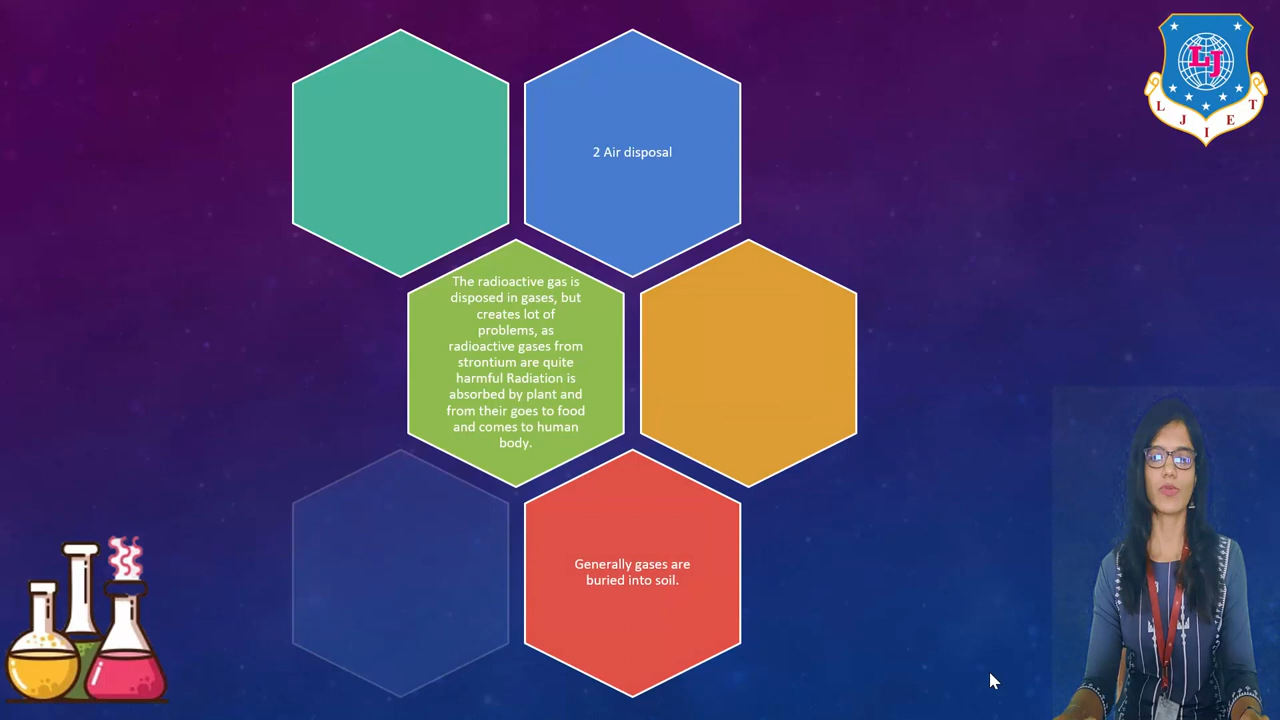 2 Air disposal
The radioactive gas is
disposed in gases, but
creates lot of
problems, as
radioactive gases from
strontium are quite
harmful Radiation is
absorbed by plant and
from their goes to food
and comes to human
body.
Generally gases are
buried into soil.
LJ
L J I E T